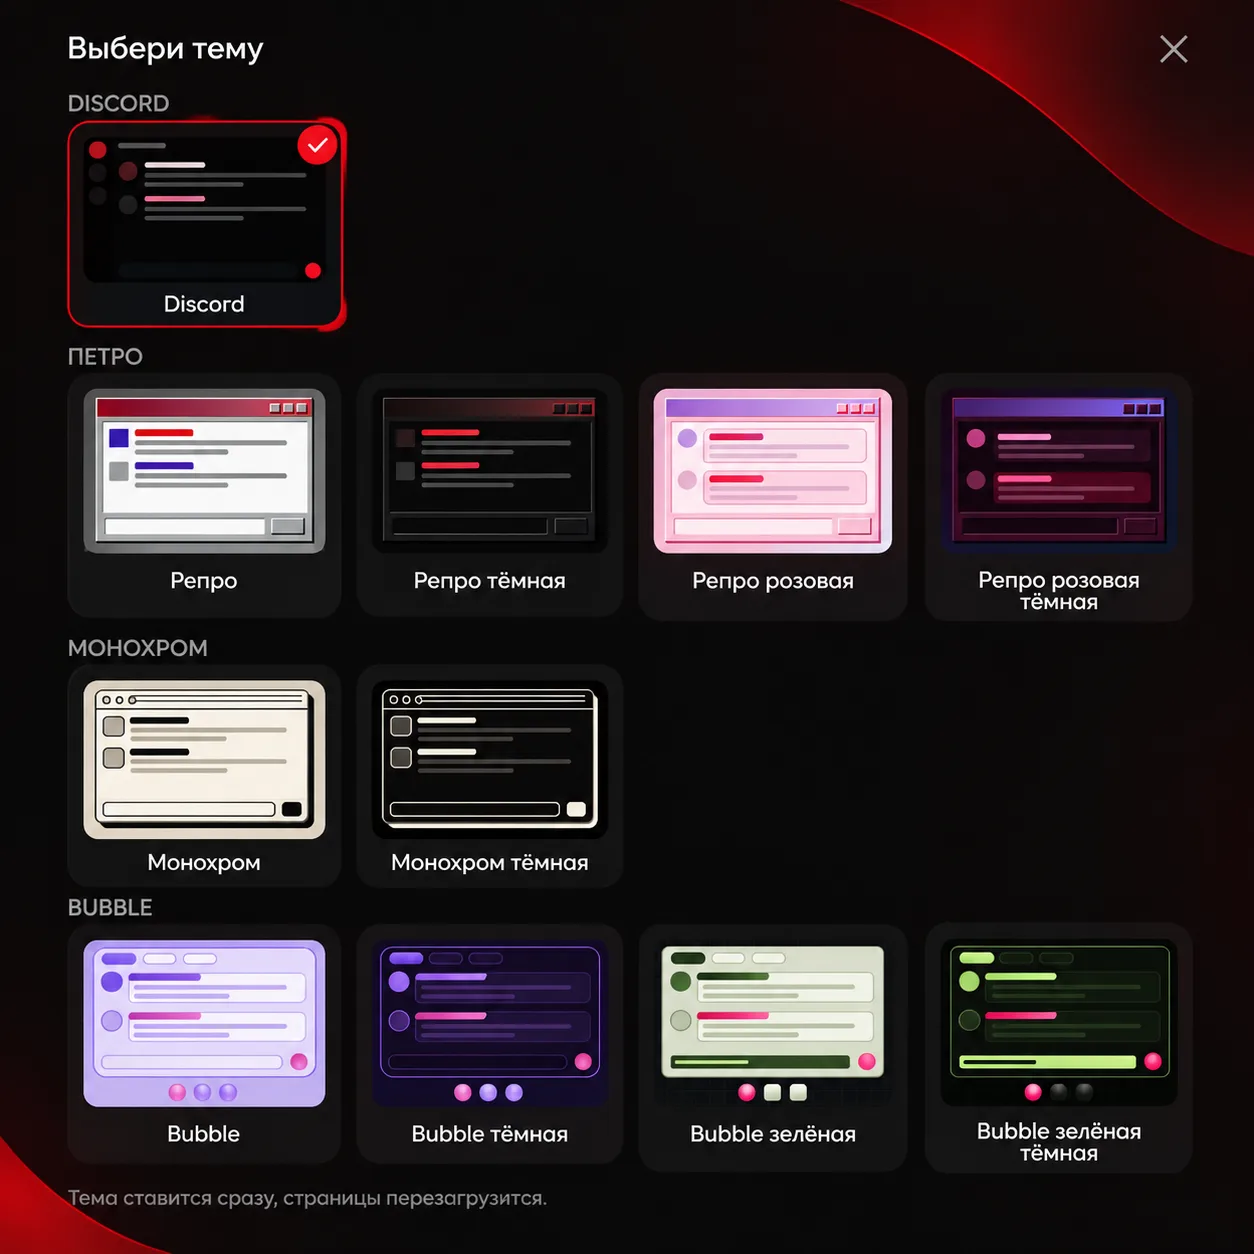 Выбери тему
DISCORD
Discord
ПЕТРО
Репро
Репро тёмная
Репро розовая
Репро розовая
тёмная
МОНОХРОМ
Монохром
Монохром тёмная
BUBBLE
Bubble
Bubble тёмная
Bubble зелёная
Bubble зелёная
тёмная
Тема ставится сразу, страницы перезагрузится.